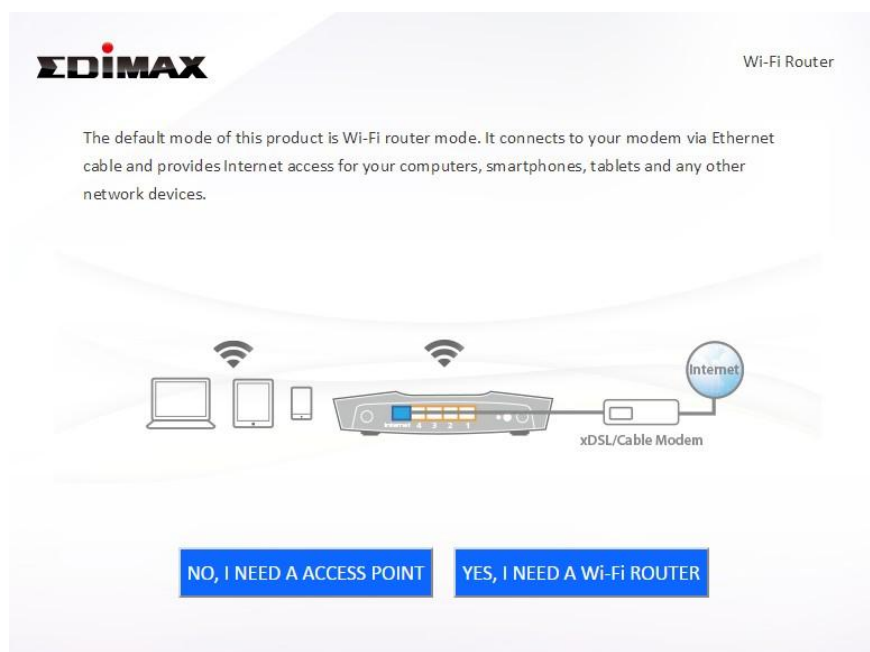 EDIMAX
Wi-Fi Router
The default mode of this product is Wi-Fi router mode. It connects to your modem via Ethernet
cable and provides Internet access for your computers, smartphones, tablets and any other
network devices.
Internet
Internet 4 3 2 1
xDSL/Cable Modem
NO, I NEED A ACCESS POINT
YES, I NEED A Wi-Fi ROUTER